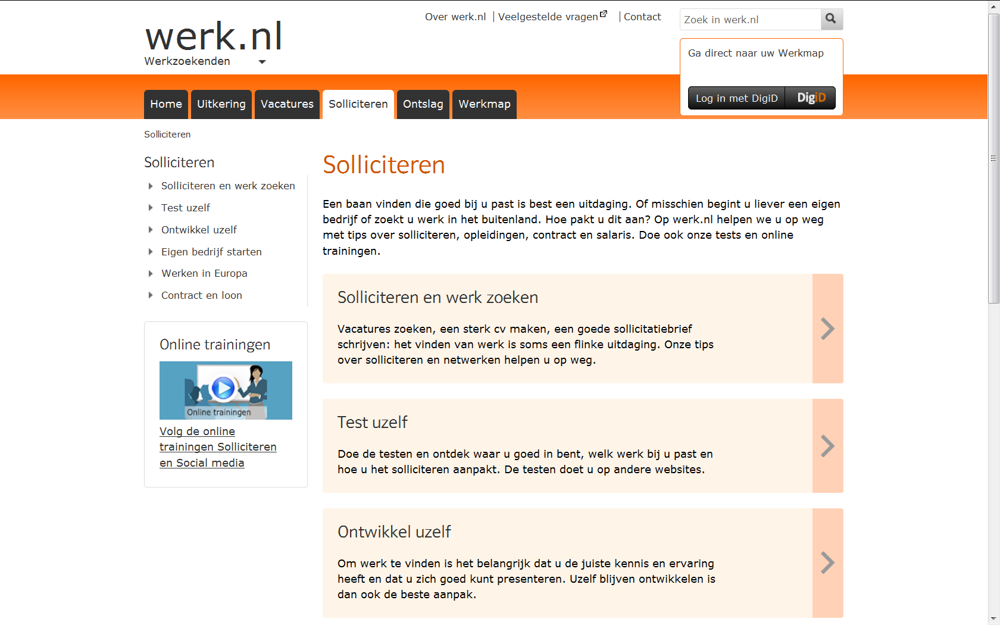 Over werk.nl
Veelgestelde vragen
Contact
Zoek in werk.nl
werk.nl
Werkzoekenden
Ga direct naar uw Werkmap
Log in met DigiD
DigiD
Home
Uitkering
Vacatures
Solliciteren
Ontslag
Werkmap
Solliciteren
Solliciteren
Solliciteren en werk zoeken
Test uzelf
Ontwikkel uzelf
Eigen bedrijf starten
Werken in Europa
Contract en loon
Online trainingen
Online trainingen
Volg de online
trainingen Solliciteren
en Social media
Solliciteren
Een baan vinden die goed bij u past is best een uitdaging. Of misschien begint u liever een eigen
bedrijf of zoekt u werk in het buitenland. Hoe pakt u dit aan? Op werk.nl helpen we u op weg
met tips over solliciteren, opleidingen, contract en salaris. Doe ook onze tests en online
trainingen.
Solliciteren en werk zoeken
Vacatures zoeken, een sterk cv maken, een goede sollicitatiebrief
schrijven: het vinden van werk is soms een flinke uitdaging. Onze tips
over solliciteren en netwerken helpen u op weg.
Test uzelf
Doe de testen en ontdek waar u goed in bent, welk werk bij u past en
hoe u het solliciteren aanpakt. De testen doet u op andere websites.
Ontwikkel uzelf
Om werk te vinden is het belangrijk dat u de juiste kennis en ervaring
heeft en dat u zich goed kunt presenteren. Uzelf blijven ontwikkelen is
dan ook de beste aanpak.